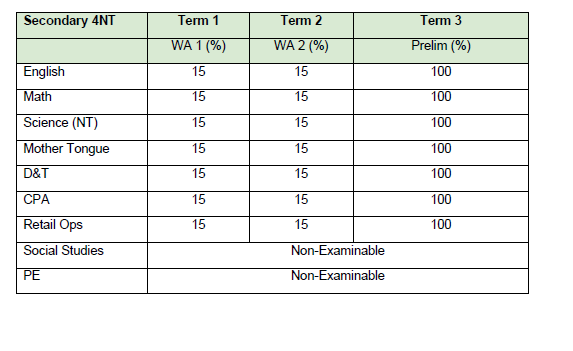 Secondary 4NT Term 1 Term 2 Term 3
WA 1 (%) WA 2 (%) Prelim (%)
English 15 15 100
Math 15 15 100
Science (NT) 15 15 100
Mother Tongue 15 15 100
D&T 15 15 100
CPA 15 15 100
Retail Ops 15 15 100
Social Studies Non-Examinable
PE Non-Examinable